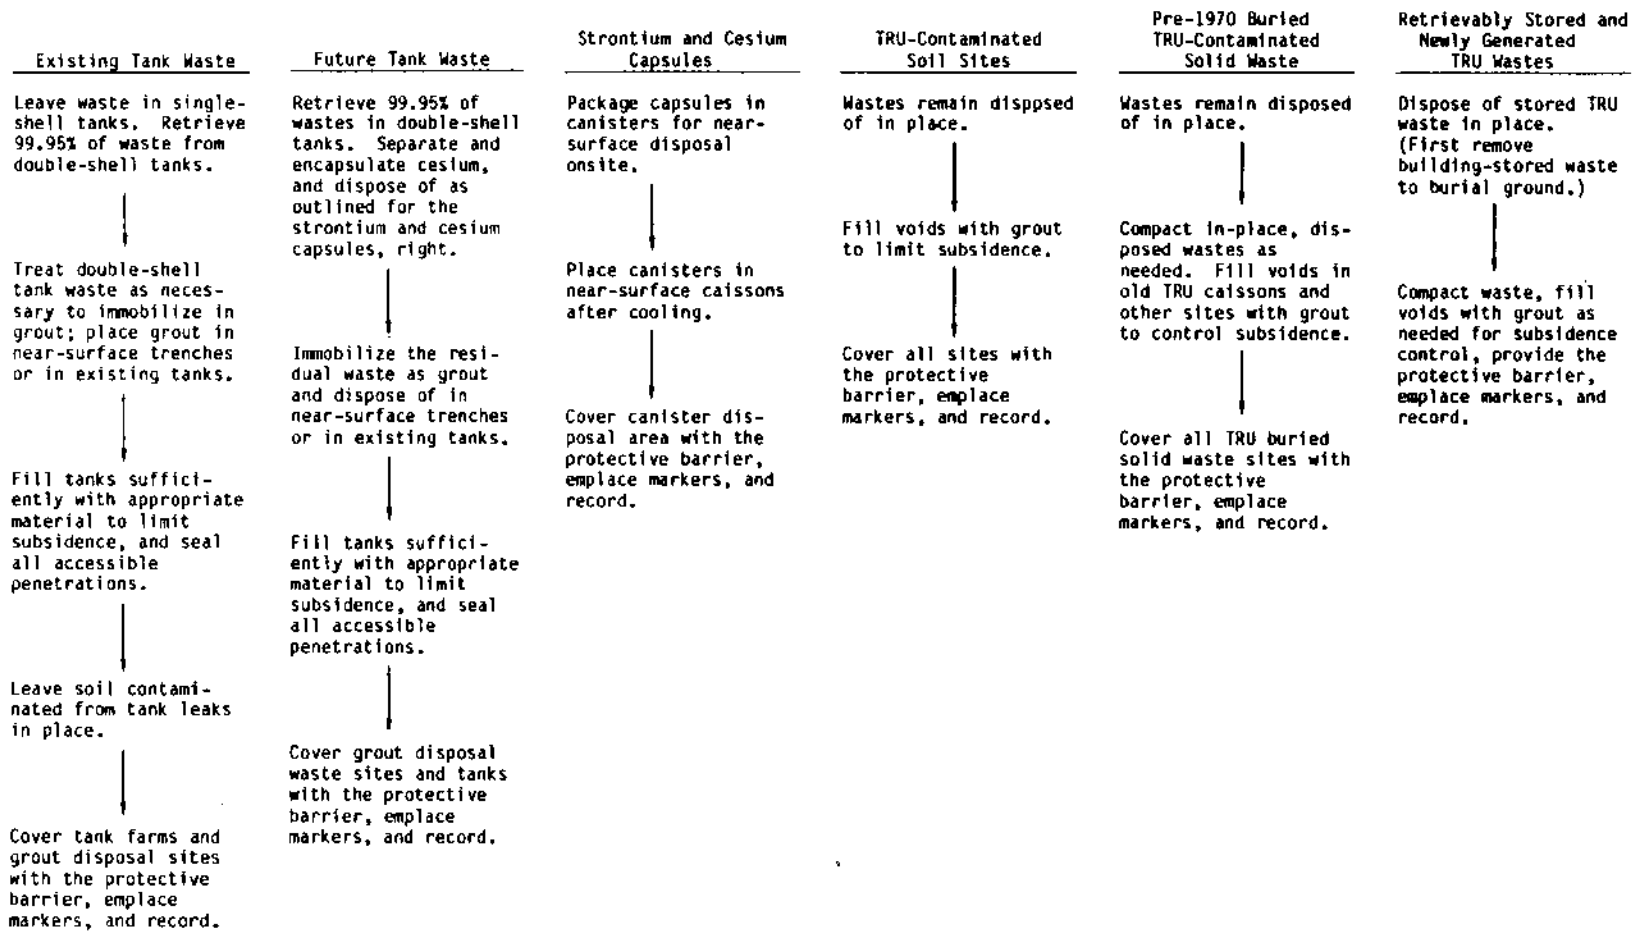 Existing Tank Waste
Leave waste in single-
shell tanks. Retrieve
99.95% of waste from
double-shell tanks.
Treat double-shell
tank waste as neces-
sary to immobilize in
grout; place grout in
near-surface trenches
or in existing tanks.
Fill tanks suffici-
ently with appropriate
material to limit
subsidence, and seal
all accessible
penetrations.
Leave soil contami-
nated from tank leaks
in place.
Cover tank farms and
grout disposal sites
with the protective
barrier, emplace
markers, and record.
Future Tank Waste
Retrieve 99.95% of
wastes in double-shell
tanks. Separate and
encapsulate cesium,
and dispose of as
outlined for the
strontium and cesium
capsules, right.
Immobilize the resi-
dual waste as grout
and dispose of in
near-surface trenches
or in existing tanks.
Fill tanks suffici-
ently with appropriate
material to limit
subsidence, and seal
all accessible
penetrations.
Cover grout disposal
waste sites and tanks
with the protective
barrier, emplace
markers, and record.
Strontium and Cesium
Capsules
Package capsules in
canisters for near-
surface disposal
onsite.
Place canisters in
near-surface caissons
after cooling.
Cover canister dis-
posal area with the
protective barrier,
emplace markers, and
record.
TRU-Contaminated
Soil Sites
Wastes remain disposed
of in place.
Fill voids with grout
to limit subsidence.
Cover all sites with
the protective
barrier, emplace
markers, and record.
Pre-1970 Buried
TRU-Contaminated
Solid Waste
Wastes remain disposed
of in place.
Compact in-place, dis-
posed wastes as
needed. Fill voids in
old TRU caissons and
other sites with grout
to control subsidence.
Cover all TRU buried
solid waste sites with
the protective
barrier, emplace
markers, and record.
Retrievably Stored and
Newly Generated
TRU Wastes
Dispose of stored TRU
waste in place.
(First remove
building-stored waste
to burial ground.)
Compact waste, fill
voids with grout as
needed for subsidence
control, provide the
protective barrier,
emplace markers, and
record.